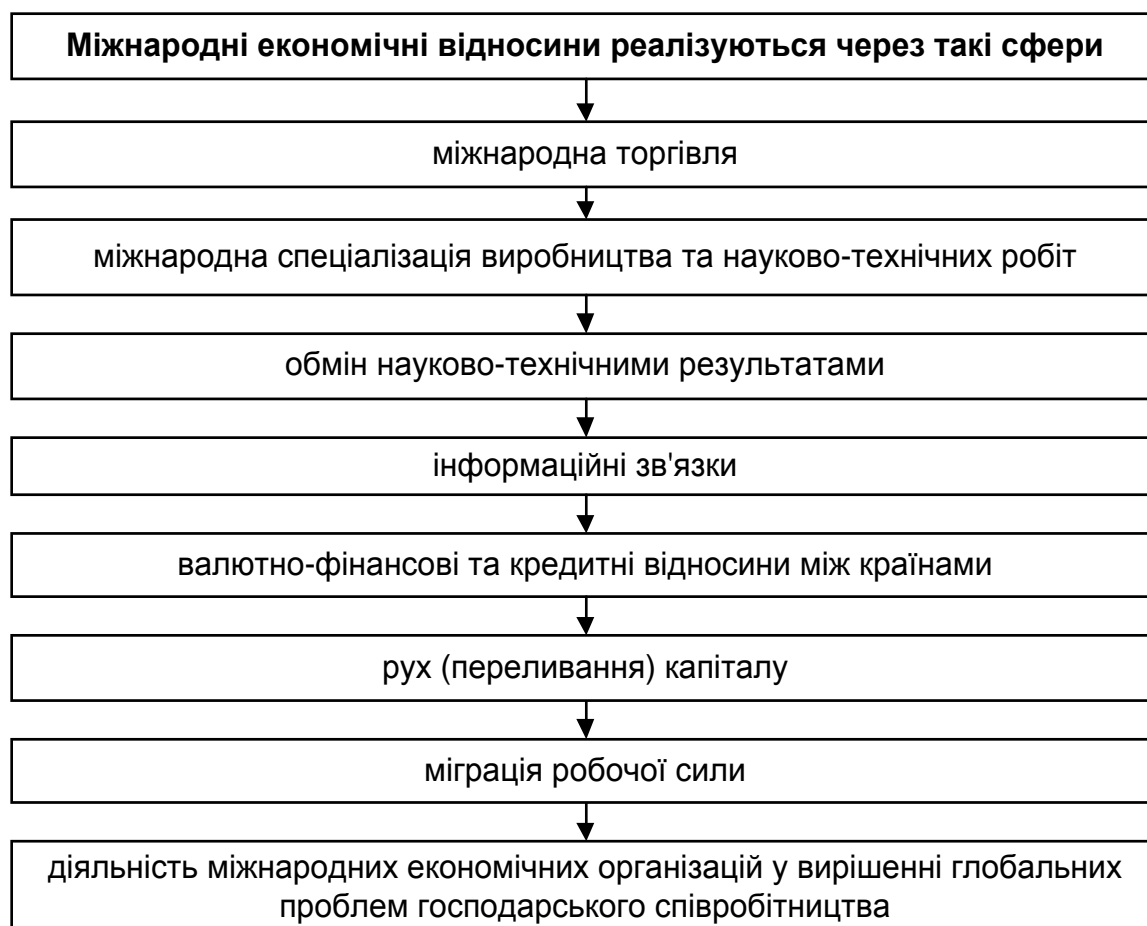 Міжнародні економічні відносини реалізуються через такі сфери
міжнародна торгівля
міжнародна спеціалізація виробництва та науково-технічних робіт
обмін науково-технічними результатами
інформаційні зв'язки
валютно-фінансові та кредитні відносини між країнами
рух (переливання) капіталу
міграція робочої сили
діяльність міжнародних економічних організацій у вирішенні глобальних
проблем господарського співробітництва